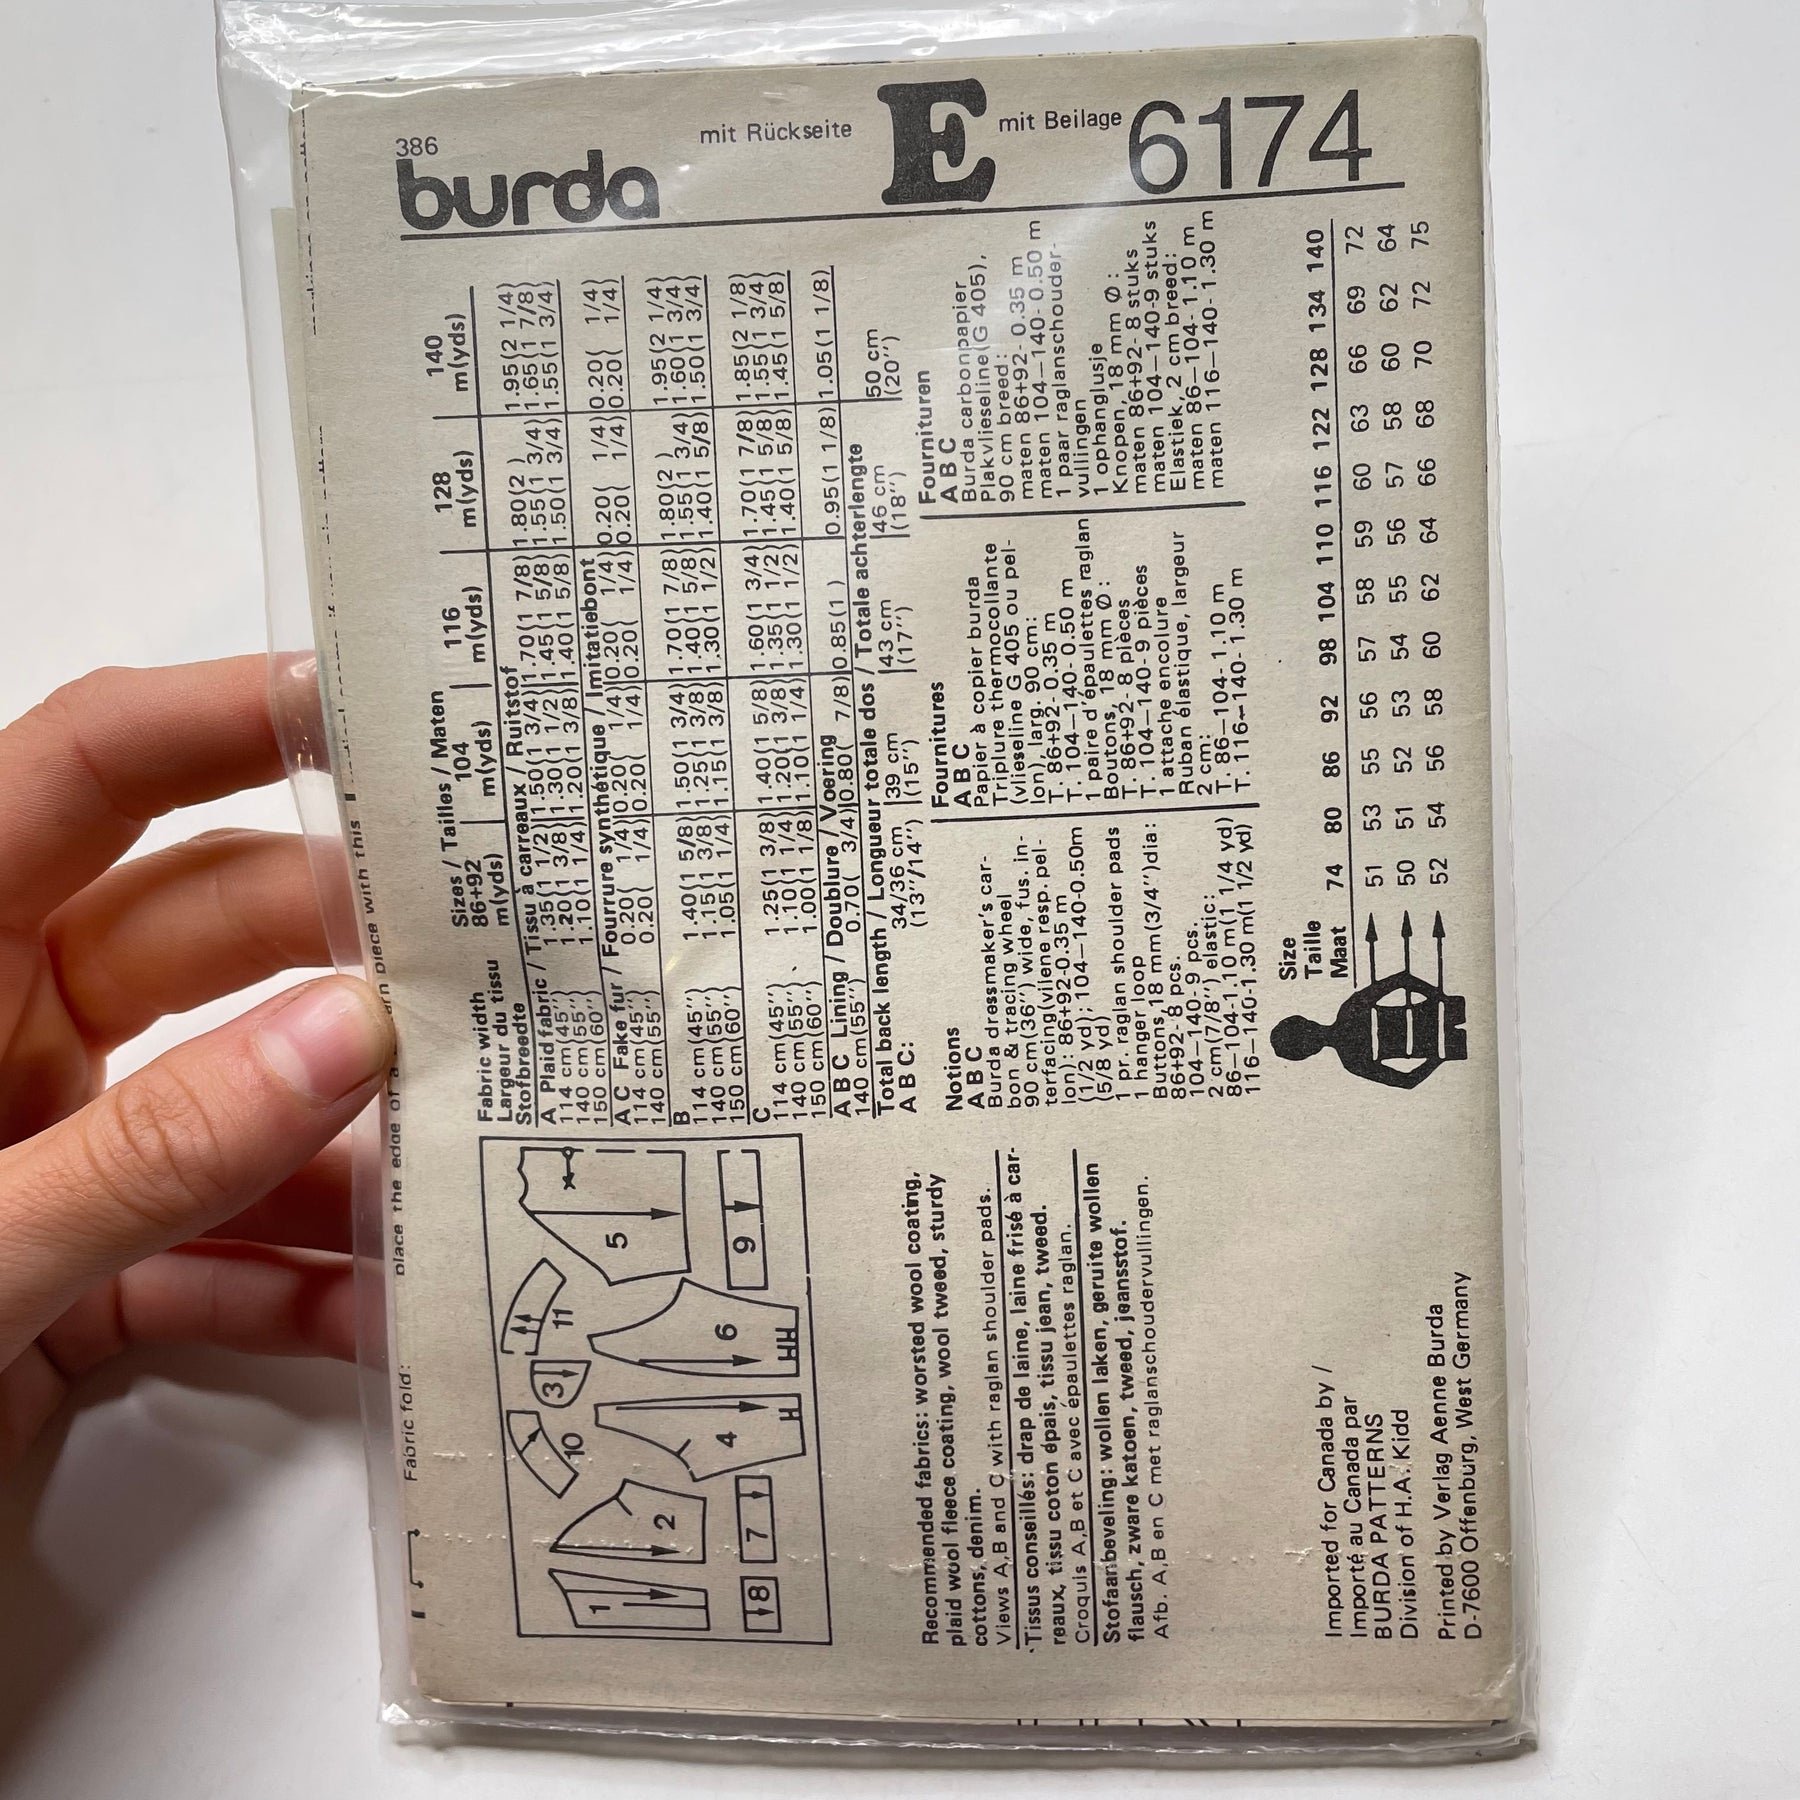 386
burda
mit Rückseite
E
mit Beilage
6174
Sizes / Tailles / Maten
Fabric width 86+92 104 116 128 140
Largeur du tissu m(yds) m(yds) m(yds) m(yds) m(yds)
Stofbreedte
A Plaid fabric / Tissu à carreaux / Ruitstof
114 cm(45″) 1.35(1 1/2) 1.50(1 3/4) 1.70(1 7/8) 1.80(2 ) 1.95(2 1/4)
140 cm(55″) 1.20(1 3/8) 1.30(1 1/2) 1.45(1 5/8) 1.55(1 3/4) 1.65(1 7/8)
150 cm(60″) 1.10(1 1/4) 1.20(1 3/8) 1.40(1 5/8) 1.50(1 3/4) 1.55(1 3/4)
A C Fake fur / Fourrure synthétique / Imitatiebont
114 cm(45″) 0.20( 1/4) 0.20( 1/4) 0.20( 1/4) 0.20( 1/4) 0.20( 1/4)
140 cm(55″) 0.20( 1/4) 0.20( 1/4) 0.20( 1/4) 0.20( 1/4) 0.20( 1/4)
B
114 cm(45″) 1.40(1 5/8) 1.50(1 3/4) 1.70(1 7/8) 1.80(2 ) 1.95(2 1/4)
140 cm(55″) 1.15(1 3/8) 1.25(1 3/8) 1.40(1 5/8) 1.55(1 3/4) 1.60(1 3/4)
150 cm(60″) 1.05(1 1/4) 1.15(1 3/8) 1.30(1 1/2) 1.40(1 5/8) 1.50(1 3/4)
C
114 cm(45″) 1.25(1 3/8) 1.40(1 5/8) 1.60(1 3/4) 1.70(1 7/8) 1.85(2 1/8)
140 cm(55″) 1.10(1 1/4) 1.20(1 3/8) 1.35(1 1/2) 1.45(1 5/8) 1.55(1 3/4)
150 cm(60″) 1.00(1 1/8) 1.10(1 1/4) 1.30(1 1/2) 1.40(1 5/8) 1.45(1 5/8)
A B C Lining / Doublure / Voering
140 cm(55″) 0.70( 3/4) 0.80( 7/8) 0.85(1 ) 0.95(1 1/8) 1.05(1 1/8)
Total back length / Longueur totale dos / Totale achterlengte
A B C: 34/36 cm 39 cm 43 cm 46 cm 50 cm
(13″/14″) (15″) (17″) (18″) (20″)
1
2
3
4
5
6
7
8
9
10
11
H
HH
Notions
A B C
Burda dressmaker's car-
bon & tracing wheel
90 cm(36″) wide, fus. in-
terfacing(vilene resp. pel-
lon): 86+92-0.35 m
(1/2 yd); 104—140-0.50m
(5/8 yd)
1 pr. raglan shoulder pads
1 hanger loop
Buttons,18 mm(3/4″)dia:
86+92- 8 pcs.
104—140-9 pcs.
2 cm(7/8″) elastic:
86—104-1.10 m(1 1/4 yd)
116—140-1.30 m(1 1/2 yd)
Fournitures
A B C
Papier à copier burda
Triplure thermocollante
(vlieseline G 405 ou pel-
lon), larg. 90 cm:
T. 86+92- 0.35 m
T. 104—140- 0.50 m
1 paire d'épaulettes raglan
Boutons, 18 mm Ø :
T. 86+92- 8 pièces
T. 104—140-9 pièces
1 attache encolure
Ruban élastique, largeur
2 cm:
T. 86—104-1.10 m
T. 116—140-1.30 m
Fournituren
A B C
Burda carbonpapier
Plakvlieseline(G 405),
90 cm breed:
maten 86+92- 0.35 m
maten 104—140- 0.50 m
1 paar raglanschouder-
vullingen
1 ophanglusje
Knopen, 18 mm Ø :
maten 86+92- 8 stuks
maten 104—140-9 stuks
Elastiek, 2 cm breed:
maten 86—104-1.10 m
maten 116—140-1.30 m
Recommended fabrics: worsted wool coating,
plaid wool fleece coating, wool tweed, sturdy
cottons, denim.
Views A,B and C with raglan shoulder pads.
Tissus conseillés: drap de laine, laine frisé à car-
reaux, tissu coton épais, tissu jean, tweed.
Croquis A,B et C avec épaulettes raglan.
Stofaanbeveling: wollen laken, geruite wollen
flausch, zware katoen, tweed, jeansstof.
Afb. A,B en C met raglanschoudervullingen.
Size
Taille
Maat 74 80 86 92 98 104 110 116 122 128 134 140
51 53 55 56 57 58 59 60 63 66 69 72
50 51 52 53 54 55 56 57 58 60 62 64
52 54 56 58 60 62 64 66 68 70 72 75
Imported for Canada by /
Importé au Canada par
BURDA PATTERNS
Division of H.A. Kidd
Printed by Verlag Aenne Burda
D-7600 Offenburg, West Germany
Fabric fold:
place the edge of a
piece with this